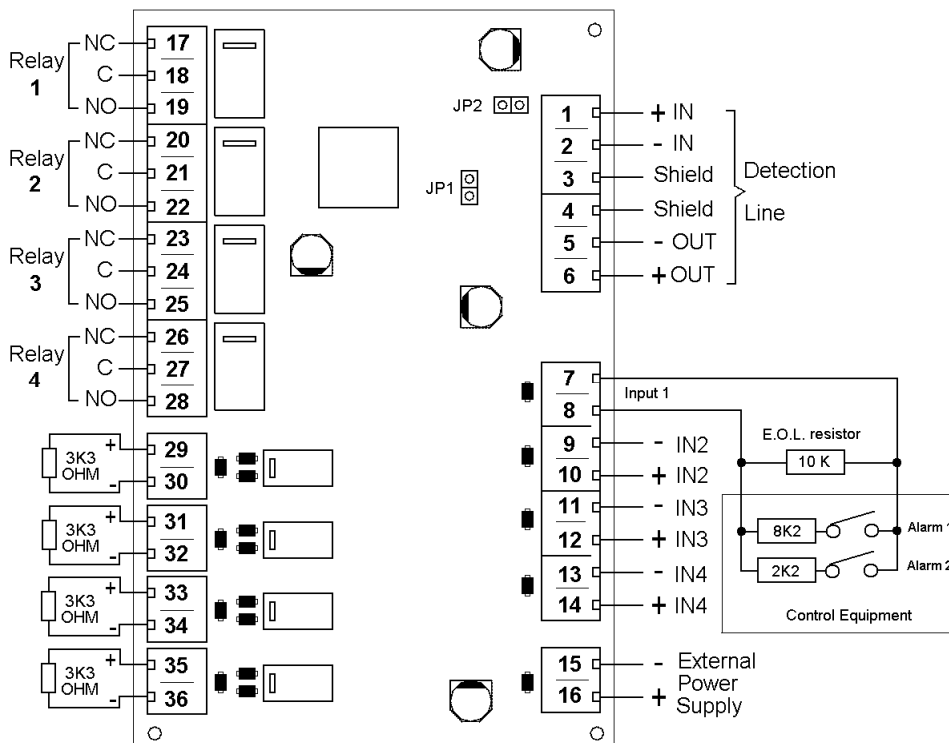 Relay 1
NC 17
C 18
NO 19
Relay 2
NC 20
C 21
NO 22
Relay 3
NC 23
C 24
NO 25
Relay 4
NC 26
C 27
NO 28
3K3 OHM
+ 29
- 30
3K3 OHM
+ 31
- 32
3K3 OHM
+ 33
- 34
3K3 OHM
+ 35
- 36
JP2
JP1
1 + IN
2 - IN
3 Shield
4 Shield
5 - OUT
6 + OUT
Detection
Line
7
8
Input 1
9 - IN2
10 + IN2
11 - IN3
12 + IN3
13 - IN4
14 + IN4
15 -
16 +
External
Power
Supply
E.O.L. resistor
10 K
8K2
Alarm 1
2K2
Alarm 2
Control Equipment